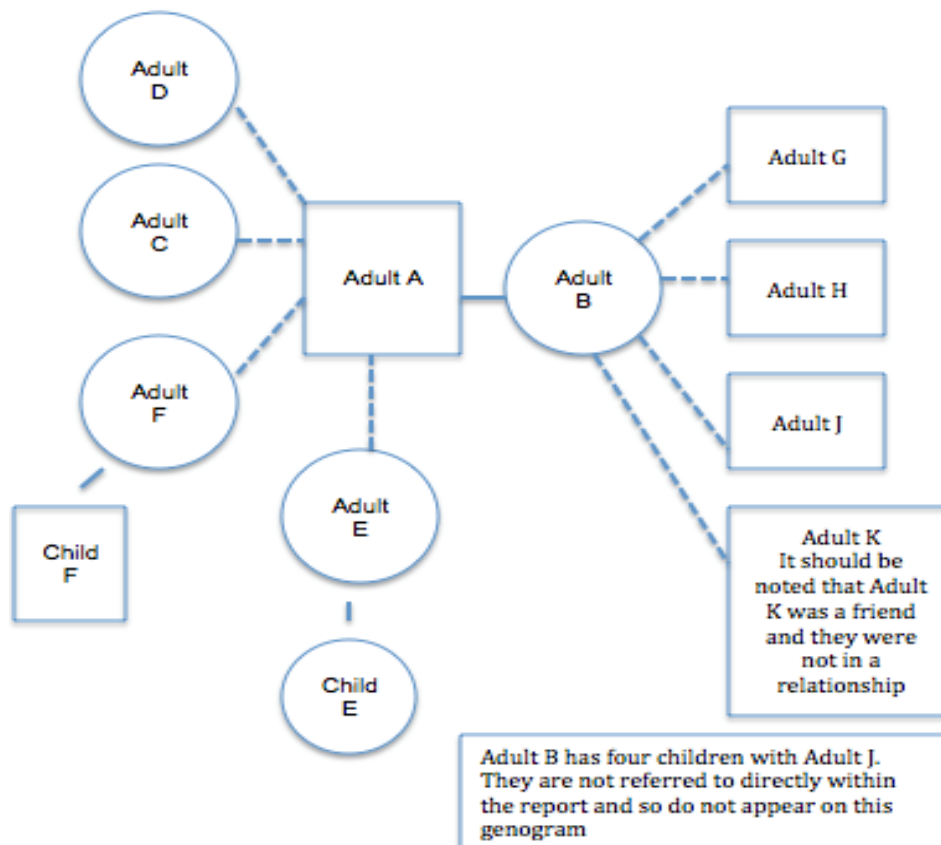 Adult
D
Adult
C
Adult
F
Child
F
Adult A
Adult
E
Child
E
Adult
B
Adult G
Adult H
Adult J
Adult K
It should be
noted that Adult
K was a friend
and they were
not in a
relationship
Adult B has four children with Adult J.
They are not referred to directly within
the report and so do not appear on this
genogram